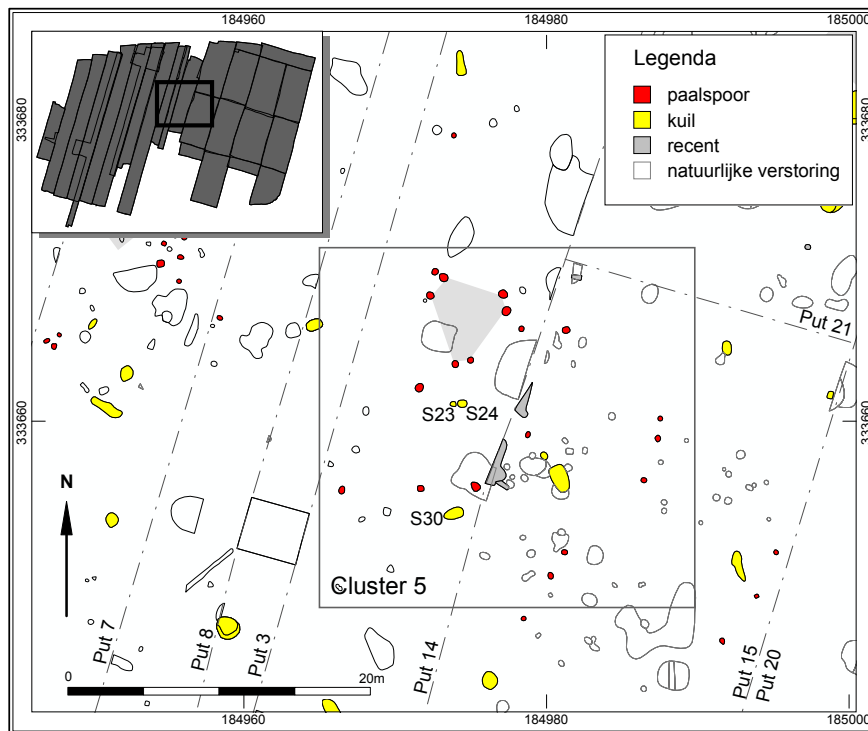 184960
184980
185000
333680
333680
Legenda
paalspoor
kuil
recent
natuurlijke verstoring
Put 21
S23
S24
333660
333660
N
S30
Cluster 5
Put 7
Put 8
Put 3
Put 14
Put 15
Put 20
0
20m
184960
184980
185000